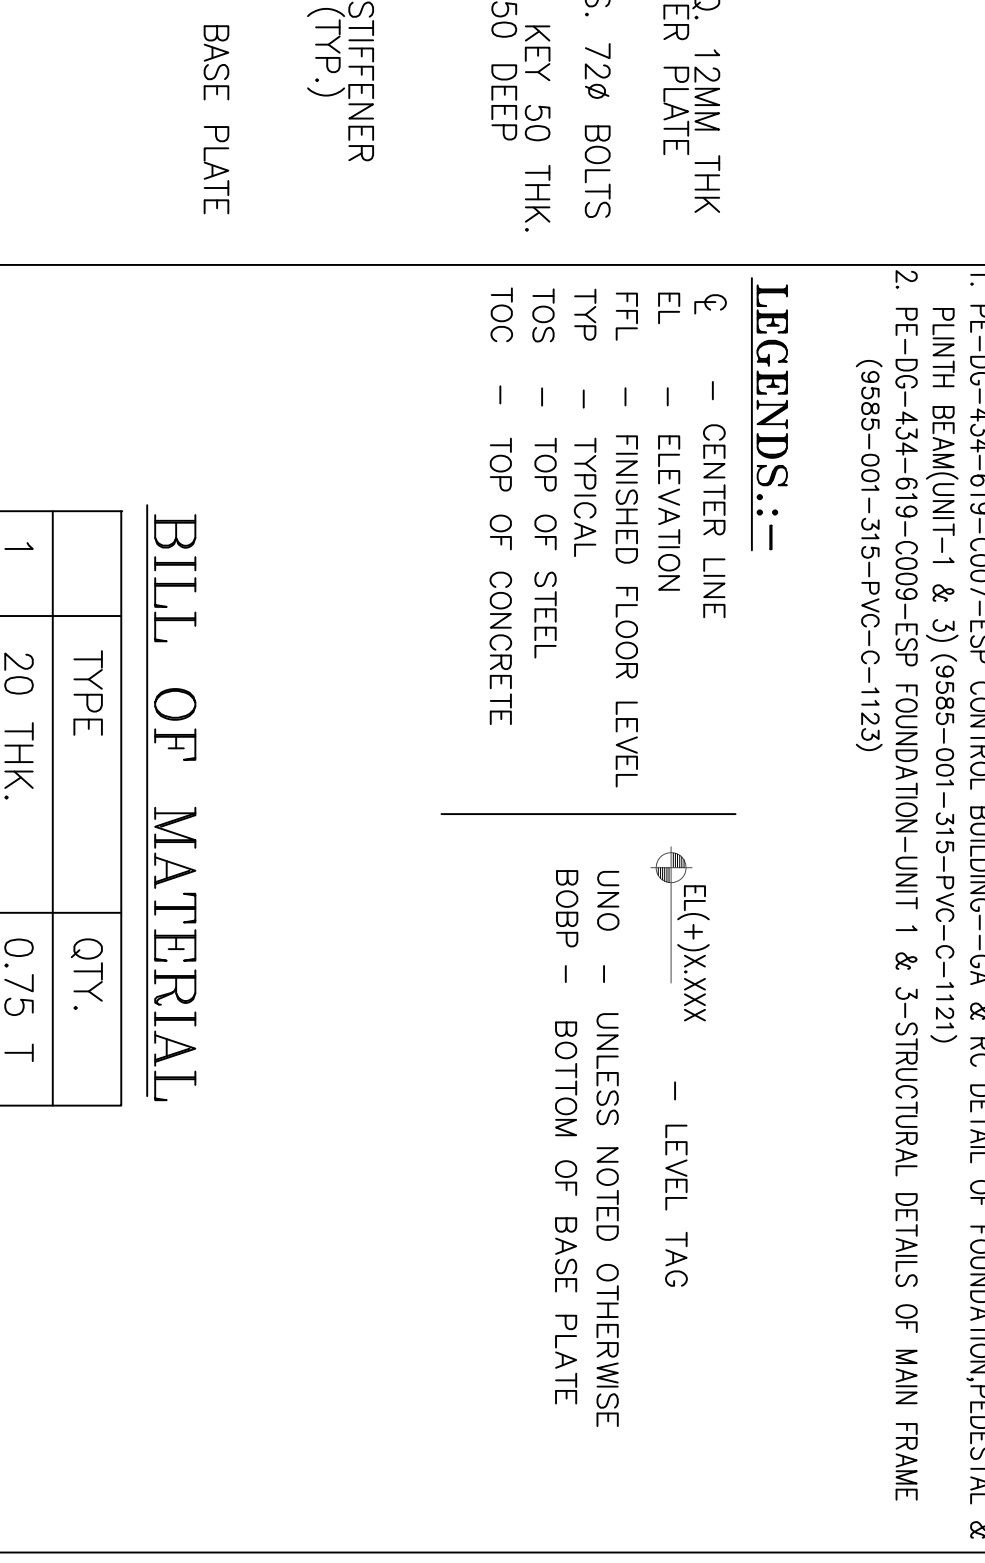 1. PE-DG-434-619-C007-ESP CONTROL BUILDING--GA & RC DETAIL OF FOUNDATION,PEDESTAL &
PLINTH BEAM(UNIT-1 & 3)(9585-001-315-PVC-C-1121)
2. PE-DG-434-619-C009-ESP FOUNDATION-UNIT 1 & 3-STRUCTURAL DETAILS OF MAIN FRAME
(9585-001-315-PVC-C-1123)
LEGENDS.:-
℄ - CENTER LINE
EL - ELEVATION
FFL - FINISHED FLOOR LEVEL
TYP - TYPICAL
TOS - TOP OF STEEL
TOC - TOP OF CONCRETE
EL(+)X.XXX - LEVEL TAG
UNO - UNLESS NOTED OTHERWISE
BOBP - BOTTOM OF BASE PLATE
BILL OF MATERIAL
TYPE QTY.
1 20 THK. 0.75 T
Q. 12MM THK
ER PLATE
S. 72ø BOLTS
KEY 50 THK.
50 DEEP
STIFFENER
(TYP.)
BASE PLATE